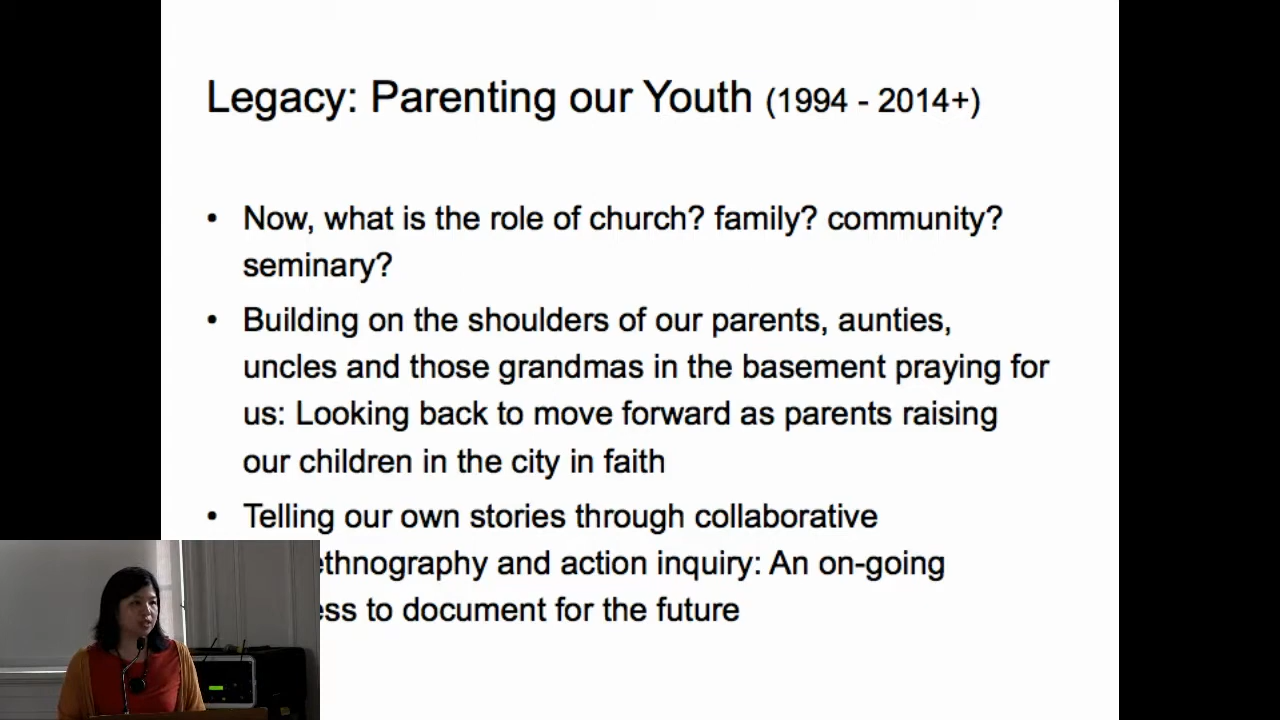 Legacy: Parenting our Youth (1994 - 2014+)
• Now, what is the role of church? family? community?
seminary?
• Building on the shoulders of our parents, aunties,
uncles and those grandmas in the basement praying for
us: Looking back to move forward as parents raising
our children in the city in faith
• Telling our own stories through collaborative
ethnography and action inquiry: An on-going
ess to document for the future